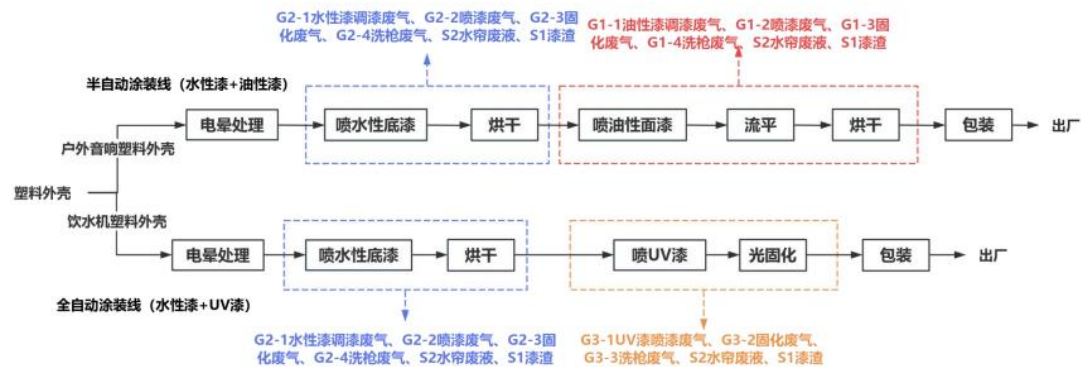 G2-1水性漆调漆废气、G2-2喷漆废气、G2-3固
化废气、G2-4洗枪废气、S2水帘废液、S1漆渣
G1-1油性漆调漆废气、G1-2喷漆废气、G1-3固
化废气、G1-4洗枪废气、S2水帘废液、S1漆渣
半自动涂装线（水性漆+油性漆）
电晕处理
喷水性底漆
烘干
喷油性面漆
流平
烘干
包装
出厂
户外音响塑料外壳
塑料外壳
饮水机塑料外壳
电晕处理
喷水性底漆
烘干
喷UV漆
光固化
包装
出厂
全自动涂装线（水性漆+UV漆）
G2-1水性漆调漆废气、G2-2喷漆废气、G2-3固
化废气、G2-4洗枪废气、S2水帘废液、S1漆渣
G3-1UV漆喷漆废气、G3-2固化废气、
G3-3洗枪废气、S2水帘废液、S1漆渣